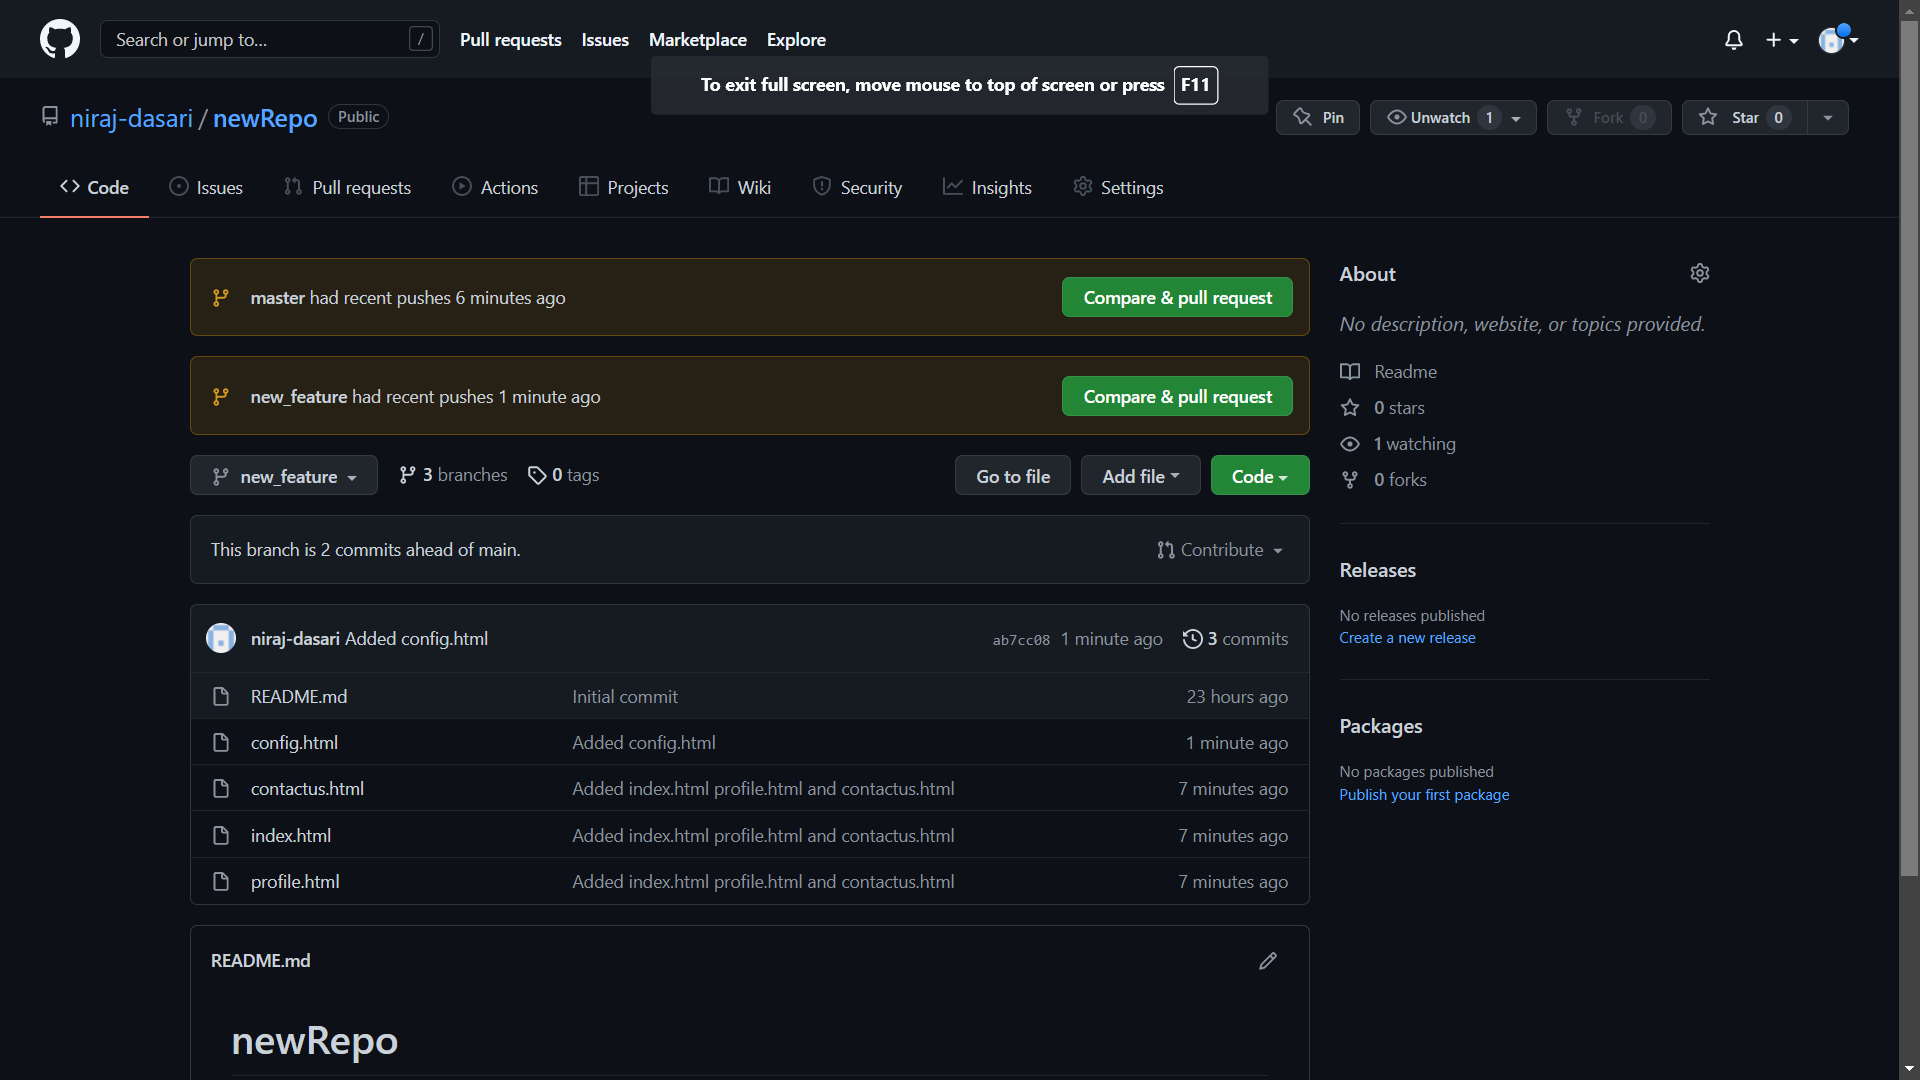 Search or jump to... /
Pull requests Issues Marketplace Explore
To exit full screen, move mouse to top of screen or press F11
niraj-dasari / newRepo Public
Pin Unwatch 1 Fork 0 Star 0
Code Issues Pull requests Actions Projects Wiki Security Insights Settings
master had recent pushes 6 minutes ago Compare & pull request
new_feature had recent pushes 1 minute ago Compare & pull request
new_feature 3 branches 0 tags Go to file Add file Code
This branch is 2 commits ahead of main. Contribute
niraj-dasari Added config.html ab7cc08 1 minute ago 3 commits
README.md Initial commit 23 hours ago
config.html Added config.html 1 minute ago
contactus.html Added index.html profile.html and contactus.html 7 minutes ago
index.html Added index.html profile.html and contactus.html 7 minutes ago
profile.html Added index.html profile.html and contactus.html 7 minutes ago
README.md
newRepo
About
No description, website, or topics provided.
Readme
0 stars
1 watching
0 forks
Releases
No releases published
Create a new release
Packages
No packages published
Publish your first package